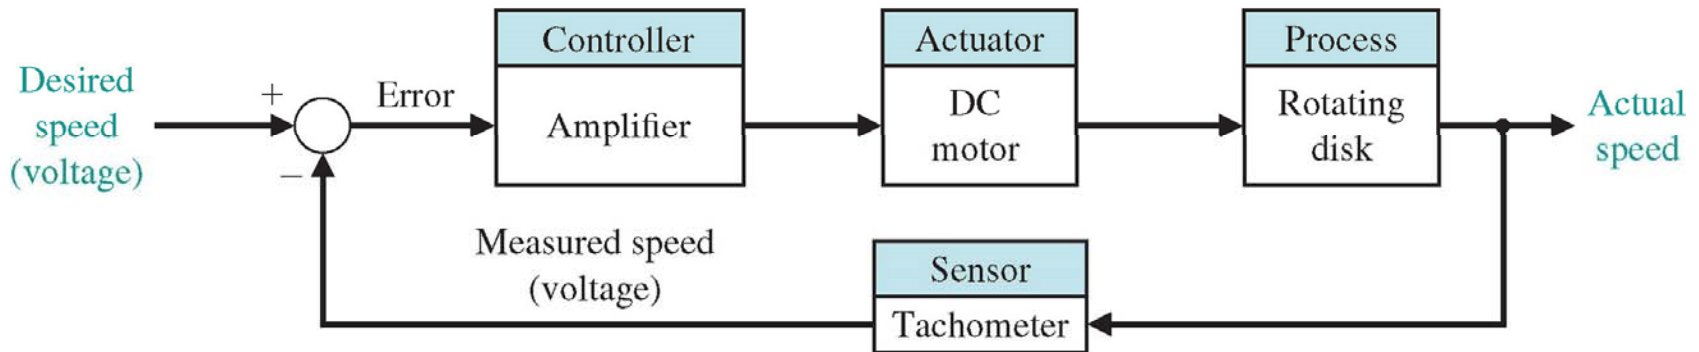 Desired
speed
(voltage)
+
−
Error
Controller
Amplifier
Actuator
DC
motor
Process
Rotating
disk
Actual
speed
Measured speed
(voltage)
Sensor
Tachometer